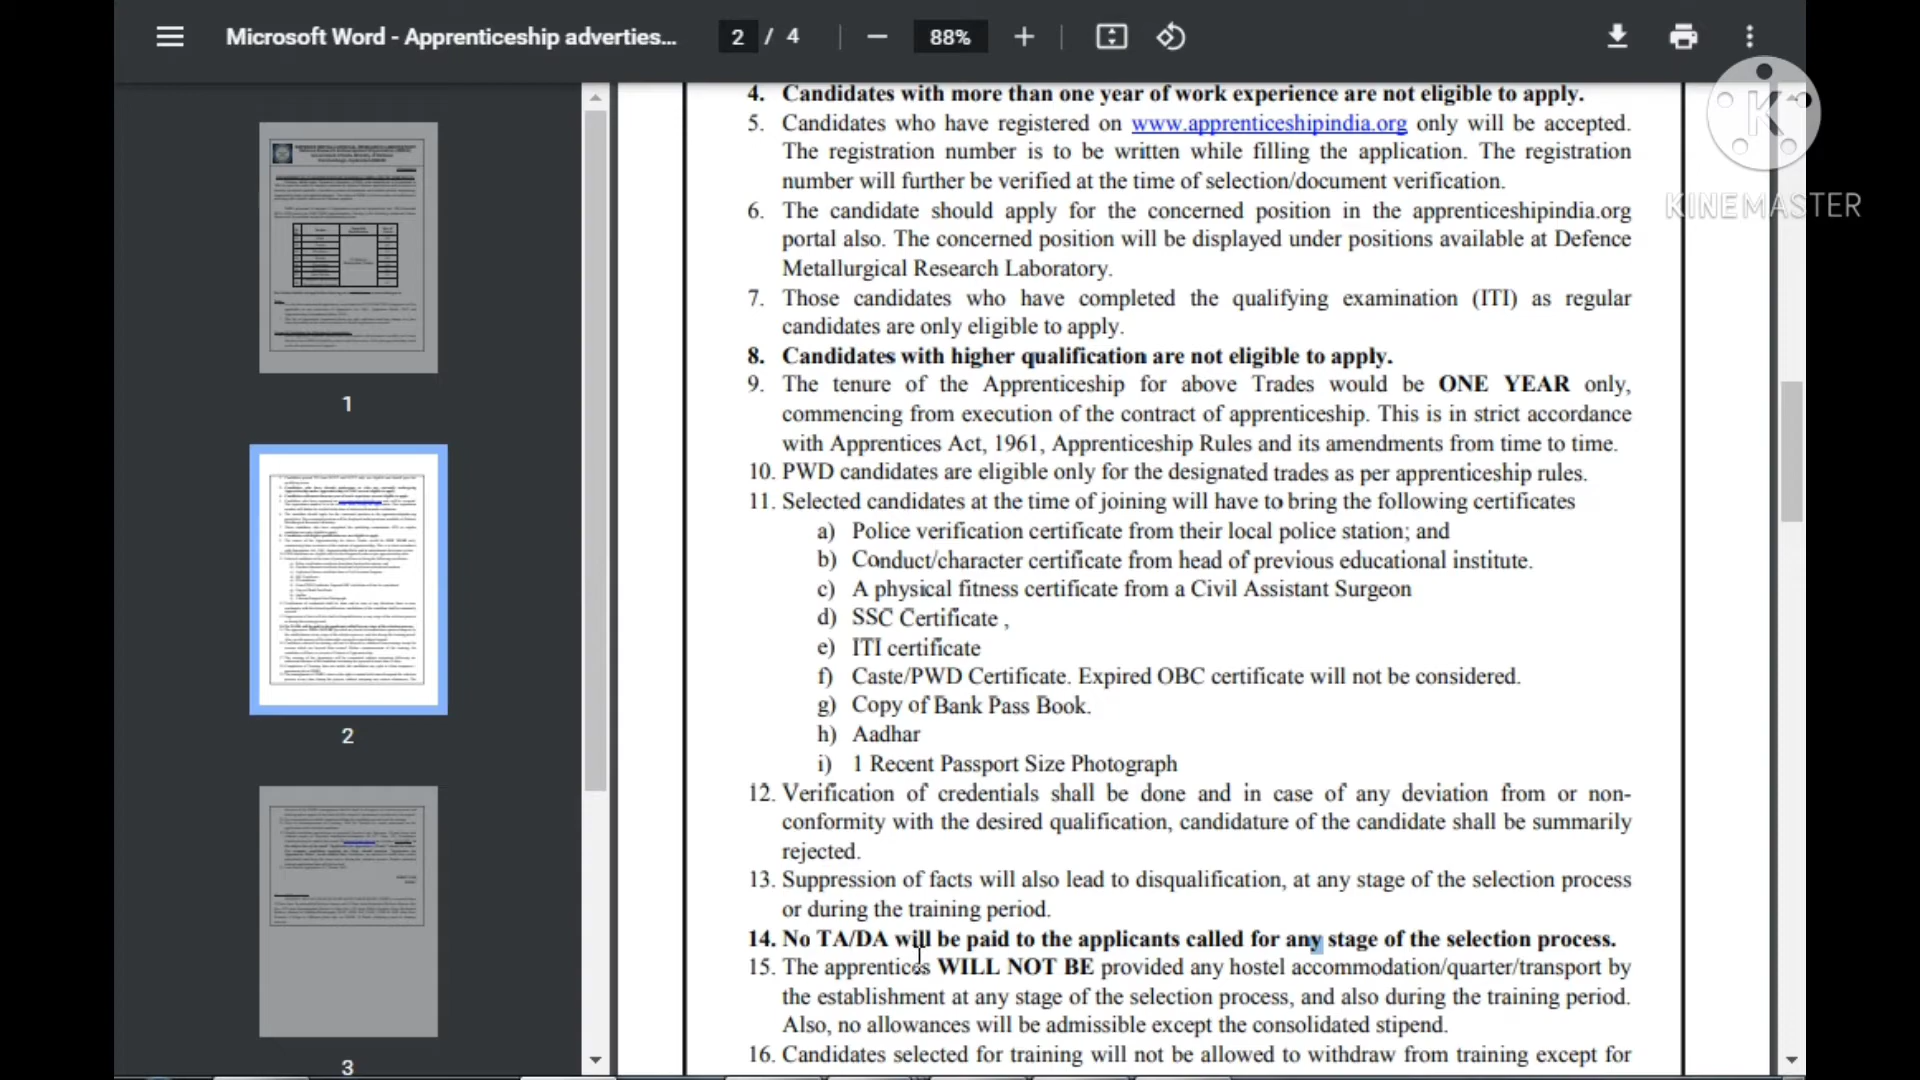 Microsoft Word - Apprenticeship adverties...
2 / 4
88%
KINEMASTER
1
2
3
4. Candidates with more than one year of work experience are not eligible to apply.
5. Candidates who have registered on www.apprenticeshipindia.org only will be accepted.
The registration number is to be written while filling the application. The registration
number will further be verified at the time of selection/document verification.
6. The candidate should apply for the concerned position in the apprenticeshipindia.org
portal also. The concerned position will be displayed under positions available at Defence
Metallurgical Research Laboratory.
7. Those candidates who have completed the qualifying examination (ITI) as regular
candidates are only eligible to apply.
8. Candidates with higher qualification are not eligible to apply.
9. The tenure of the Apprenticeship for above Trades would be ONE YEAR only,
commencing from execution of the contract of apprenticeship. This is in strict accordance
with Apprentices Act, 1961, Apprenticeship Rules and its amendments from time to time.
10. PWD candidates are eligible only for the designated trades as per apprenticeship rules.
11. Selected candidates at the time of joining will have to bring the following certificates
a) Police verification certificate from their local police station; and
b) Conduct/character certificate from head of previous educational institute.
c) A physical fitness certificate from a Civil Assistant Surgeon
d) SSC Certificate ,
e) ITI certificate
f) Caste/PWD Certificate. Expired OBC certificate will not be considered.
g) Copy of Bank Pass Book.
h) Aadhar
i) 1 Recent Passport Size Photograph
12. Verification of credentials shall be done and in case of any deviation from or non-
conformity with the desired qualification, candidature of the candidate shall be summarily
rejected.
13. Suppression of facts will also lead to disqualification, at any stage of the selection process
or during the training period.
14. No TA/DA will be paid to the applicants called for any stage of the selection process.
15. The apprentices WILL NOT BE provided any hostel accommodation/quarter/transport by
the establishment at any stage of the selection process, and also during the training period.
Also, no allowances will be admissible except the consolidated stipend.
16. Candidates selected for training will not be allowed to withdraw from training except for